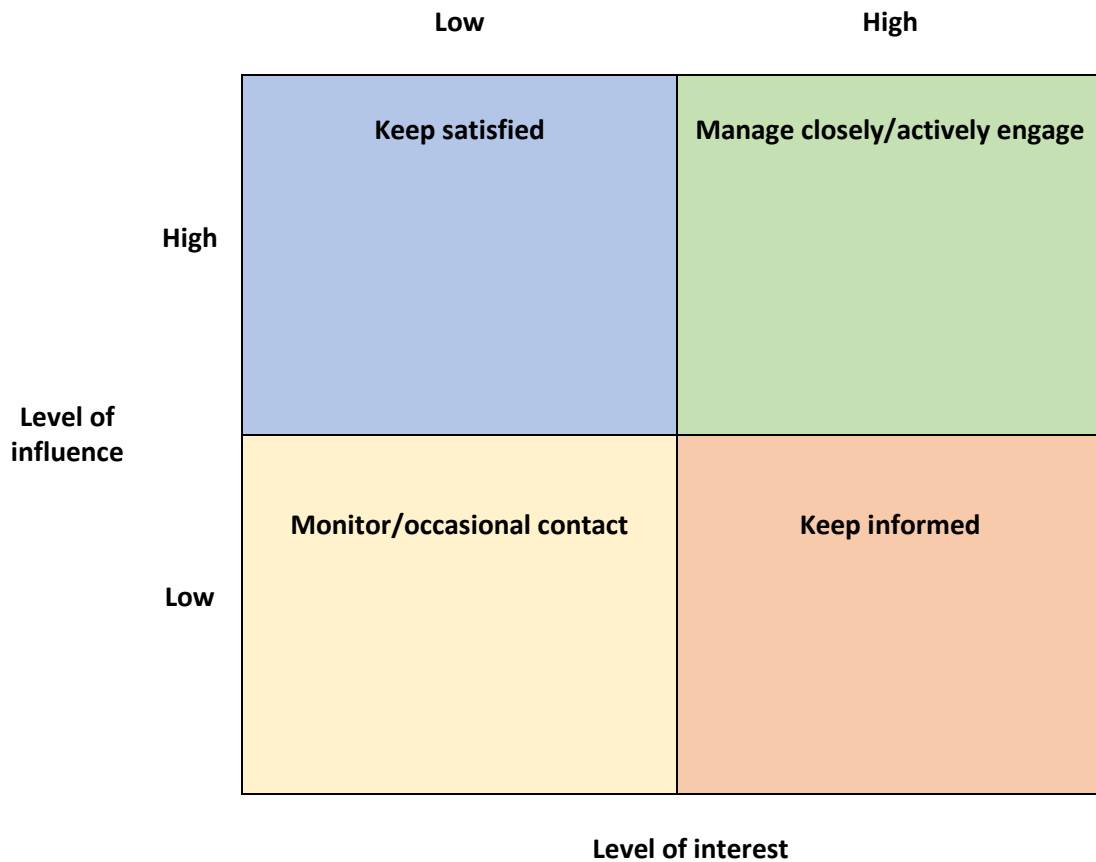 Low
High
Keep satisfied
Manage closely/actively engage
High
Level of
influence
Monitor/occasional contact
Keep informed
Low
Level of interest